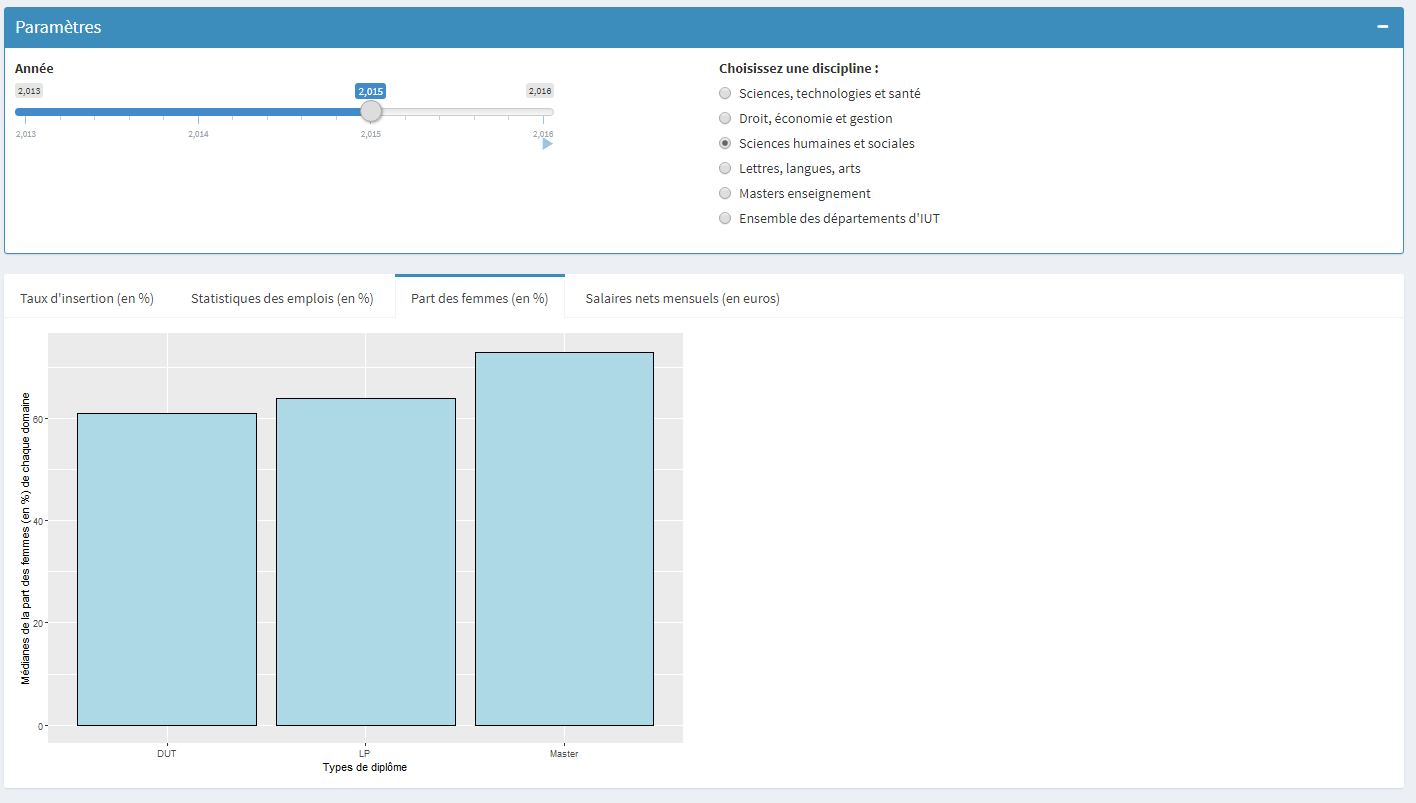 Paramètres
Année
2,013
2,015
2,016
2,013
2,014
2,015
2,016
Choisissez une discipline :
Sciences, technologies et santé
Droit, économie et gestion
Sciences humaines et sociales
Lettres, langues, arts
Masters enseignement
Ensemble des départements d'IUT
Taux d'insertion (en %)
Statistiques des emplois (en %)
Part des femmes (en %)
Salaires nets mensuels (en euros)
Médianes de la part des femmes (en %) de chaque domaine
60
40
20
0
DUT
LP
Master
Types de diplôme